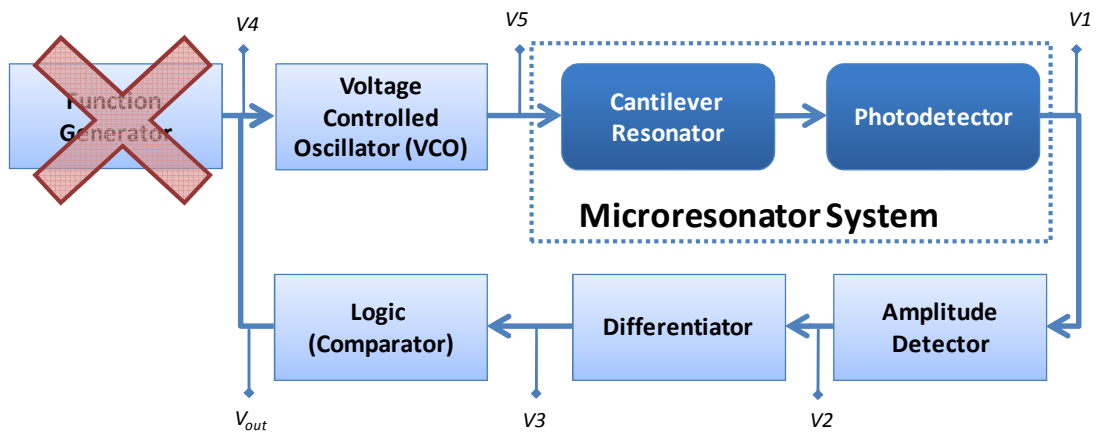 V4
V5
V1
Function
Generator
Voltage
Controlled
Oscillator (VCO)
Cantilever
Resonator
Photodetector
Microresonator System
Logic
(Comparator)
Differentiator
Amplitude
Detector
Vout
V3
V2